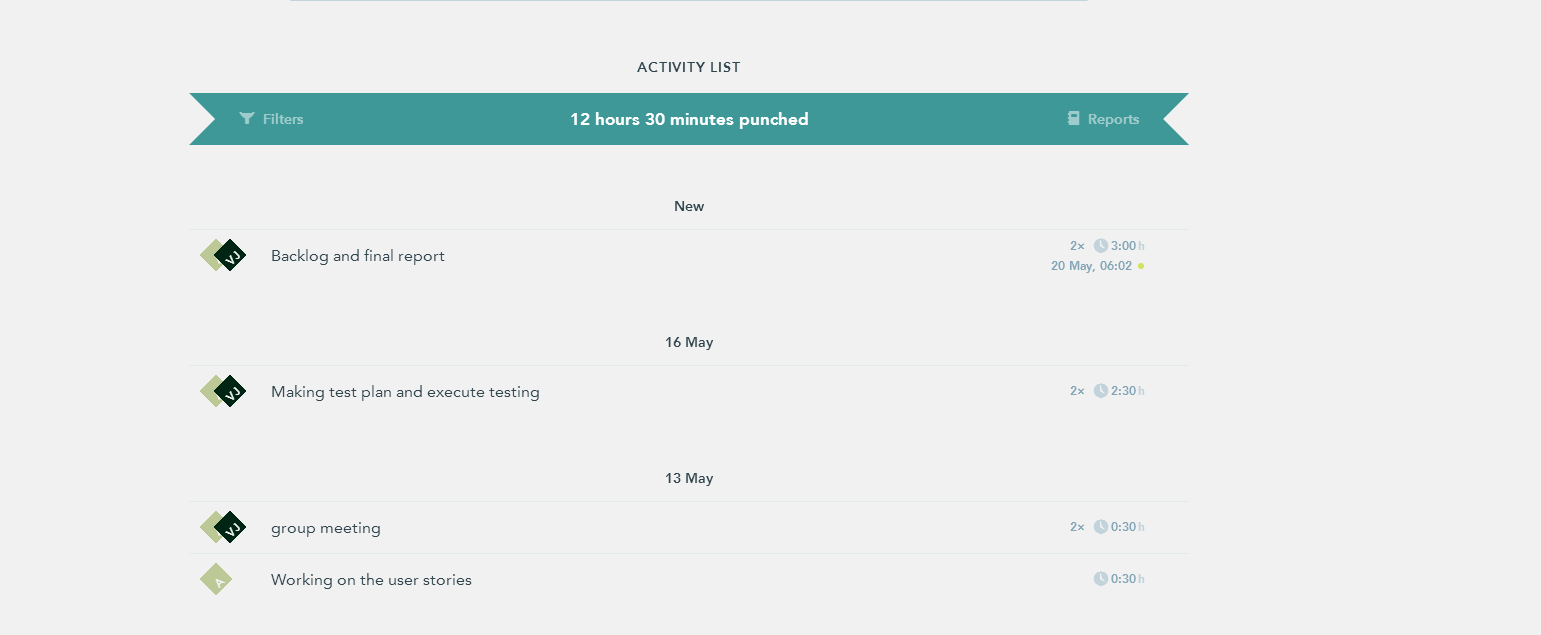 ACTIVITY LIST
Filters
12 hours 30 minutes punched
Reports
New
VJ
Backlog and final report
2× 3:00 h
20 May, 06:02
16 May
VJ
Making test plan and execute testing
2× 2:30 h
13 May
VJ
group meeting
2× 0:30 h
A
Working on the user stories
0:30 h